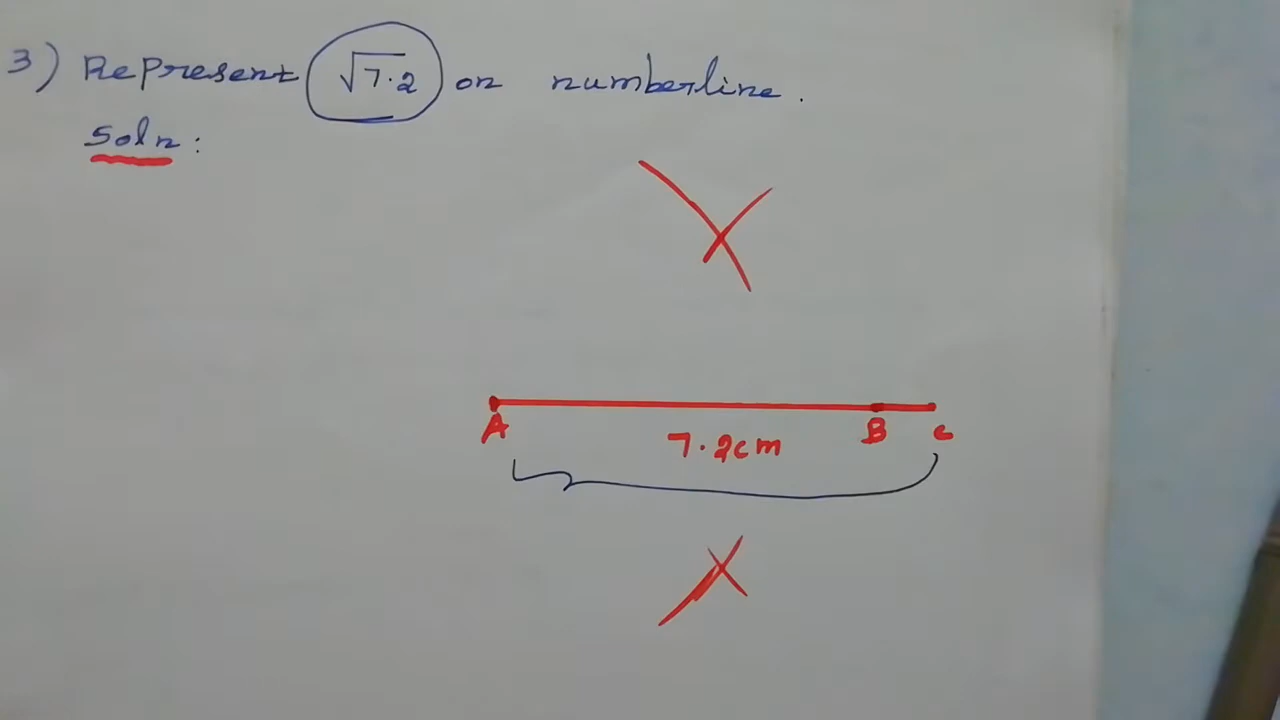 3) Represent √7.2 on numberline.
Soln:
A B C
7.2cm